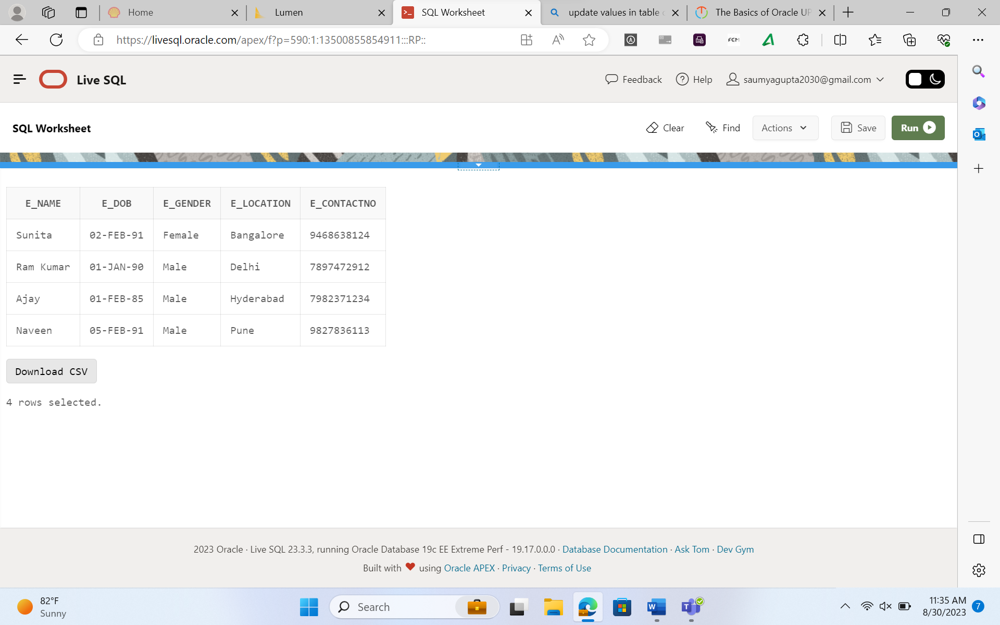 Home
Lumen
SQL Worksheet
update values in table
The Basics of Oracle UP
https://livesql.oracle.com/apex/f?p=590:1:13500855854911:::RP::
FCM
Live SQL
Feedback
Help
saumyagupta2030@gmail.com
SQL Worksheet
Clear
Find
Actions
Save
Run
E_NAME E_DOB E_GENDER E_LOCATION E_CONTACTNO
Sunita 02-FEB-91 Female Bangalore 9468638124
Ram Kumar 01-JAN-90 Male Delhi 7897472912
Ajay 01-FEB-85 Male Hyderabad 7982371234
Naveen 05-FEB-91 Male Pune 9827836113
Download CSV
4 rows selected.
2023 Oracle · Live SQL 23.3.3, running Oracle Database 19c EE Extreme Perf - 19.17.0.0.0 · Database Documentation · Ask Tom · Dev Gym
Built with ❤ using Oracle APEX · Privacy · Terms of Use
82°F
Sunny
Search
11:35 AM
8/30/2023
7